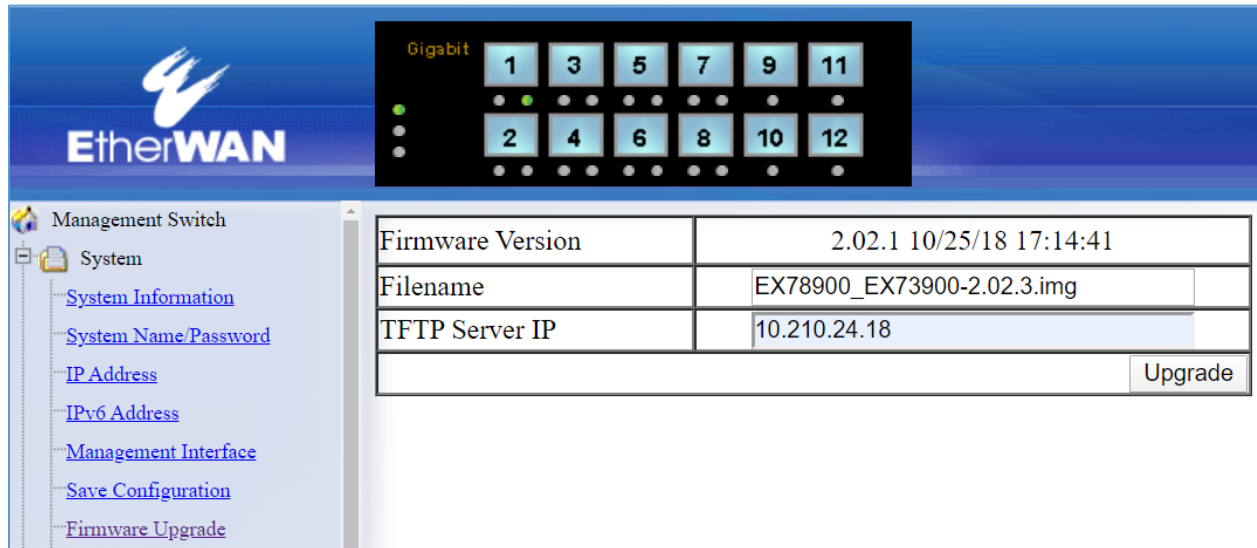 EtherWAN
Gigabit
1 3 5 7 9 11
2 4 6 8 10 12
Management Switch
System
System Information
System Name/Password
IP Address
IPv6 Address
Management Interface
Save Configuration
Firmware Upgrade
Firmware Version 2.02.1 10/25/18 17:14:41
Filename EX78900_EX73900-2.02.3.img
TFTP Server IP 10.210.24.18
Upgrade